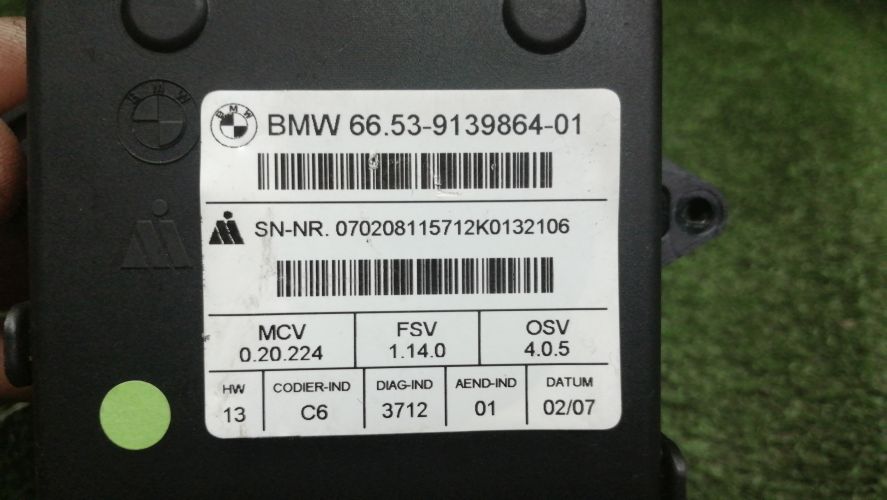 BMW
BMW 66.53-9139864-01
SN-NR. 070208115712K0132106
MCV FSV OSV
0.20.224 1.14.0 4.0.5
HW CODIER-IND DIAG-IND AEND-IND DATUM
13 C6 3712 01 02/07